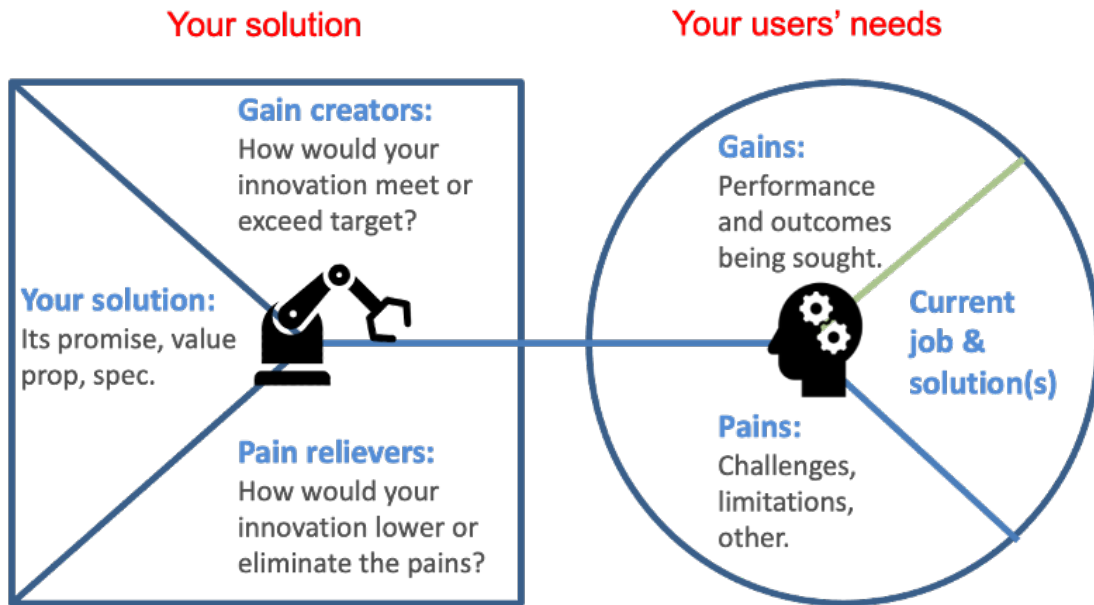 Your solution
Your users' needs
Gain creators:
How would your
innovation meet or
exceed target?
Your solution:
Its promise, value
prop, spec.
Pain relievers:
How would your
innovation lower or
eliminate the pains?
Gains:
Performance
and outcomes
being sought.
Current
job &
solution(s)
Pains:
Challenges,
limitations,
other.